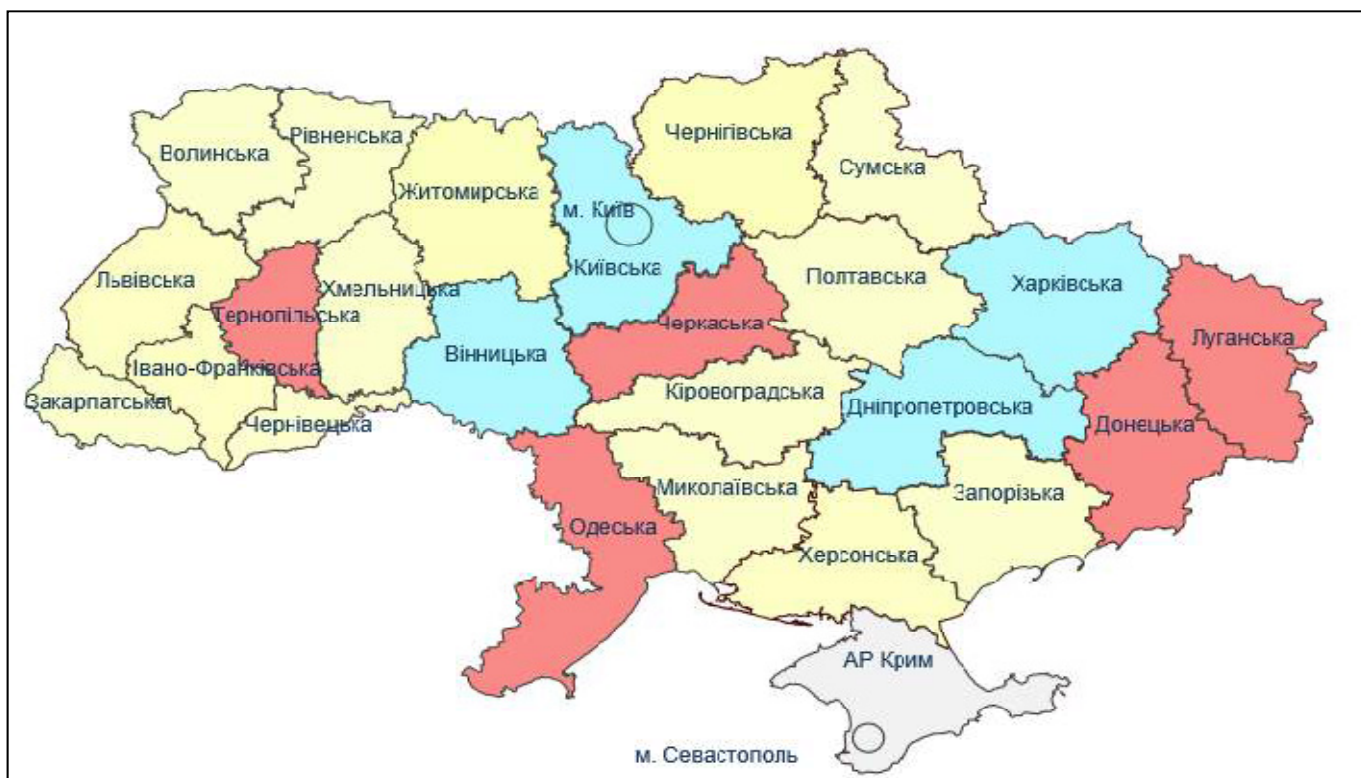 Чернігівська
Рівненська
Волинська
Сумська
Житомирська
м. Київ
Київська
Полтавська
Харківська
Львівська
Хмельницька
Тернопільська
Черкаська
Луганська
Вінницька
Івано-Франківська
Кіровоградська
Закарпатська
Дніпропетровська
Чернівецька
Донецька
Миколаївська
Запорізька
Одеська
Херсонська
АР Крим
м. Севастополь